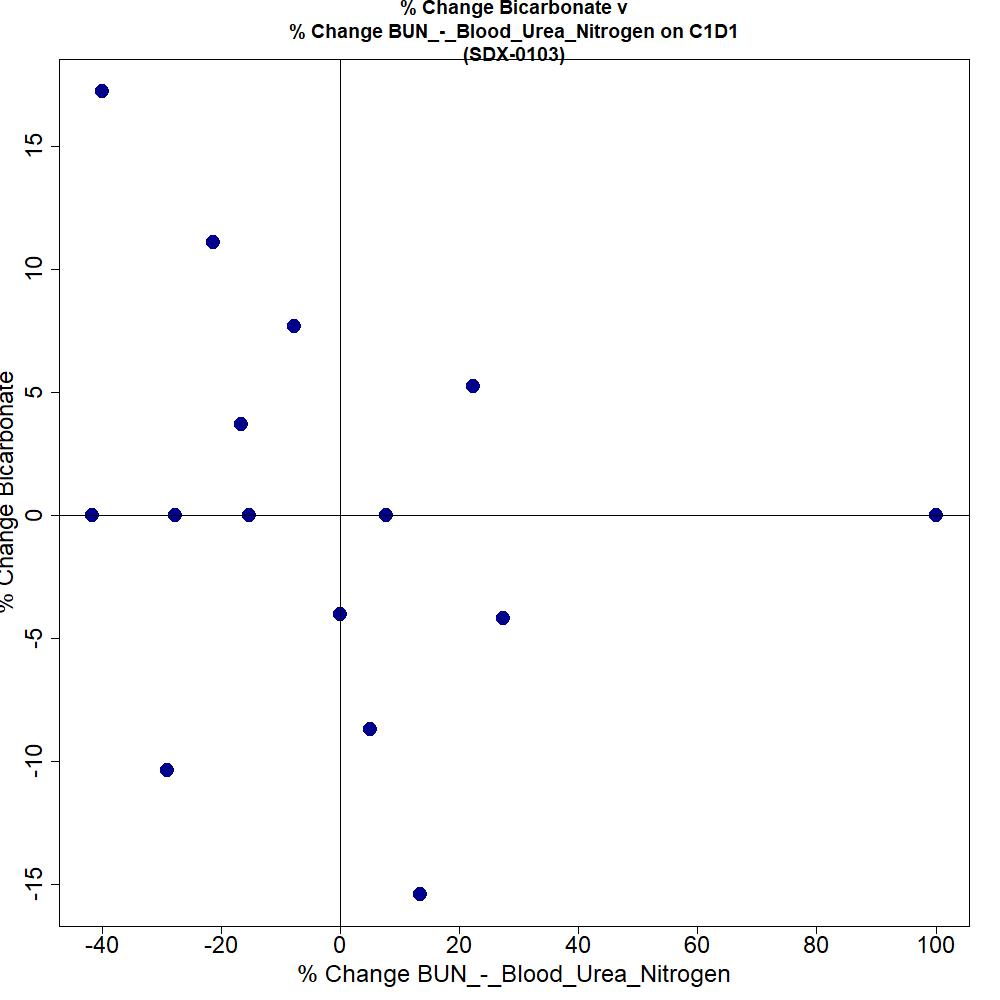 % Change Bicarbonate v
% Change BUN_-_Blood_Urea_Nitrogen on C1D1
(SDX-0103)
% Change Bicarbonate
15
10
5
0
-5
-10
-15
-40 -20 0 20 40 60 80 100
% Change BUN_-_Blood_Urea_Nitrogen